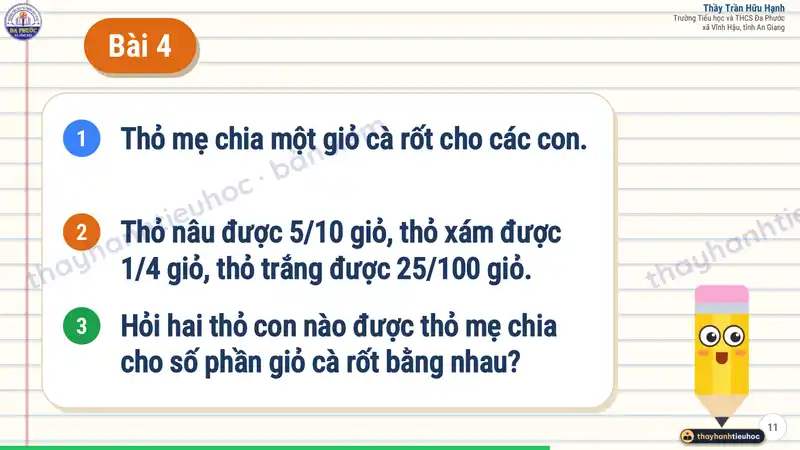 Thầy Trần Hữu Hạnh
Trường Tiểu học và THCS Đa Phước
xã Vĩnh Hậu, tỉnh An Giang
ĐA PHƯỚC
Bài 4
1 Thỏ mẹ chia một giỏ cà rốt cho các con.
2 Thỏ nâu được 5/10 giỏ, thỏ xám được
1/4 giỏ, thỏ trắng được 25/100 giỏ.
3 Hỏi hai thỏ con nào được thỏ mẹ chia
cho số phần giỏ cà rốt bằng nhau?
thayhanhtieuhoc
11